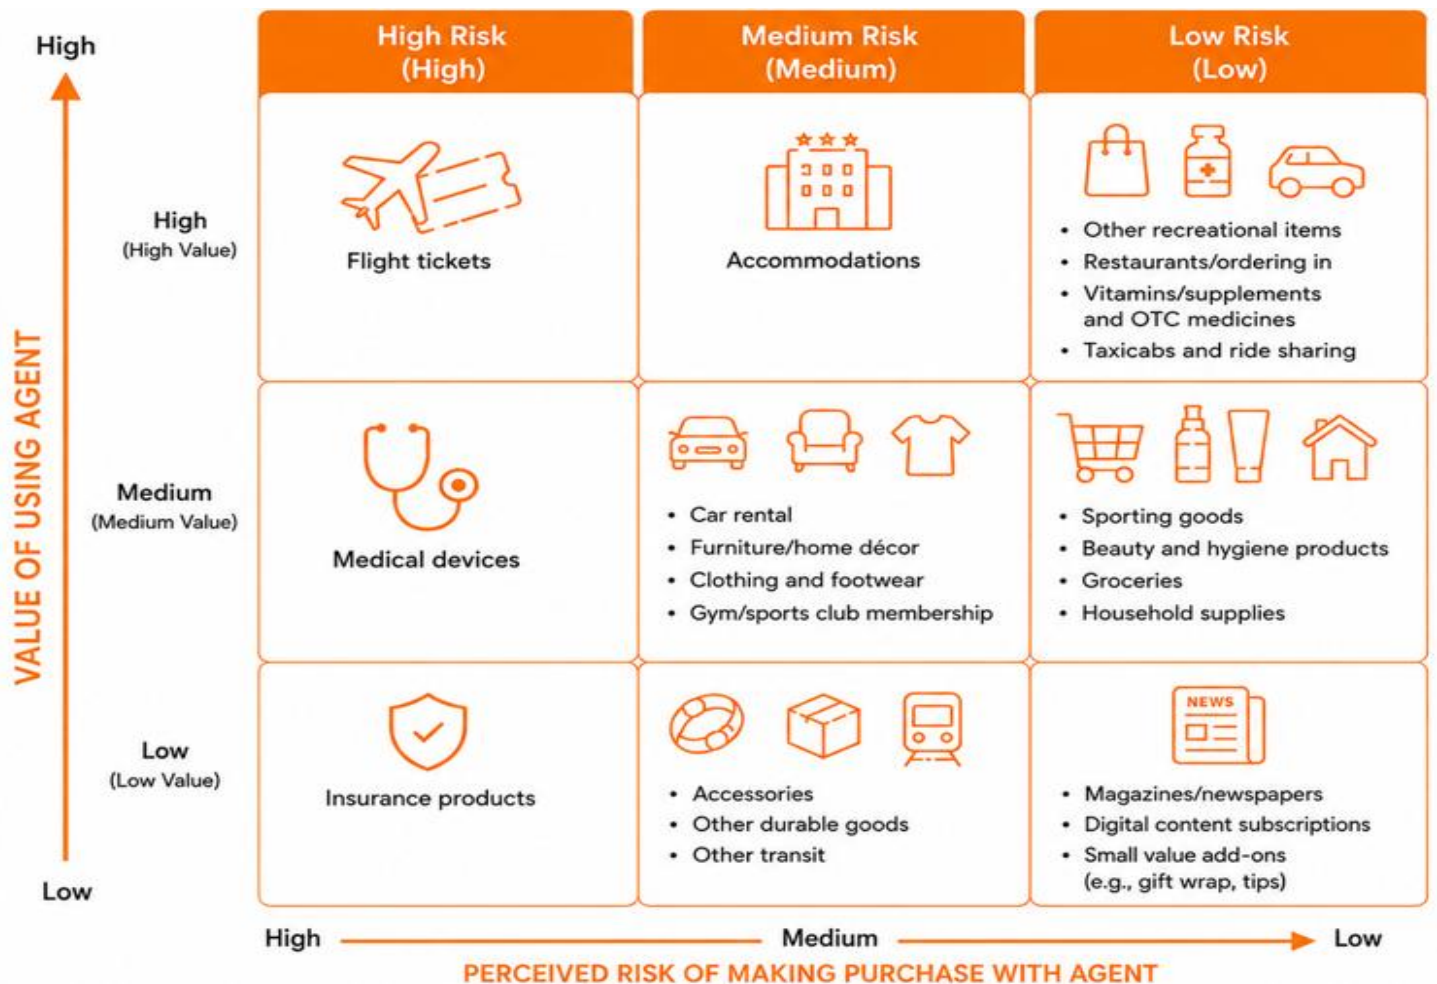 High
High Risk
(High)
Medium Risk
(Medium)
Low Risk
(Low)
VALUE OF USING AGENT
High
(High Value)
Flight tickets
Accommodations
• Other recreational items
• Restaurants/ordering in
• Vitamins/supplements
and OTC medicines
• Taxicabs and ride sharing
Medium
(Medium Value)
Medical devices
• Car rental
• Furniture/home décor
• Clothing and footwear
• Gym/sports club membership
• Sporting goods
• Beauty and hygiene products
• Groceries
• Household supplies
Low
(Low Value)
Insurance products
• Accessories
• Other durable goods
• Other transit
NEWS
• Magazines/newspapers
• Digital content subscriptions
• Small value add-ons
(e.g., gift wrap, tips)
Low
High
Medium
Low
PERCEIVED RISK OF MAKING PURCHASE WITH AGENT